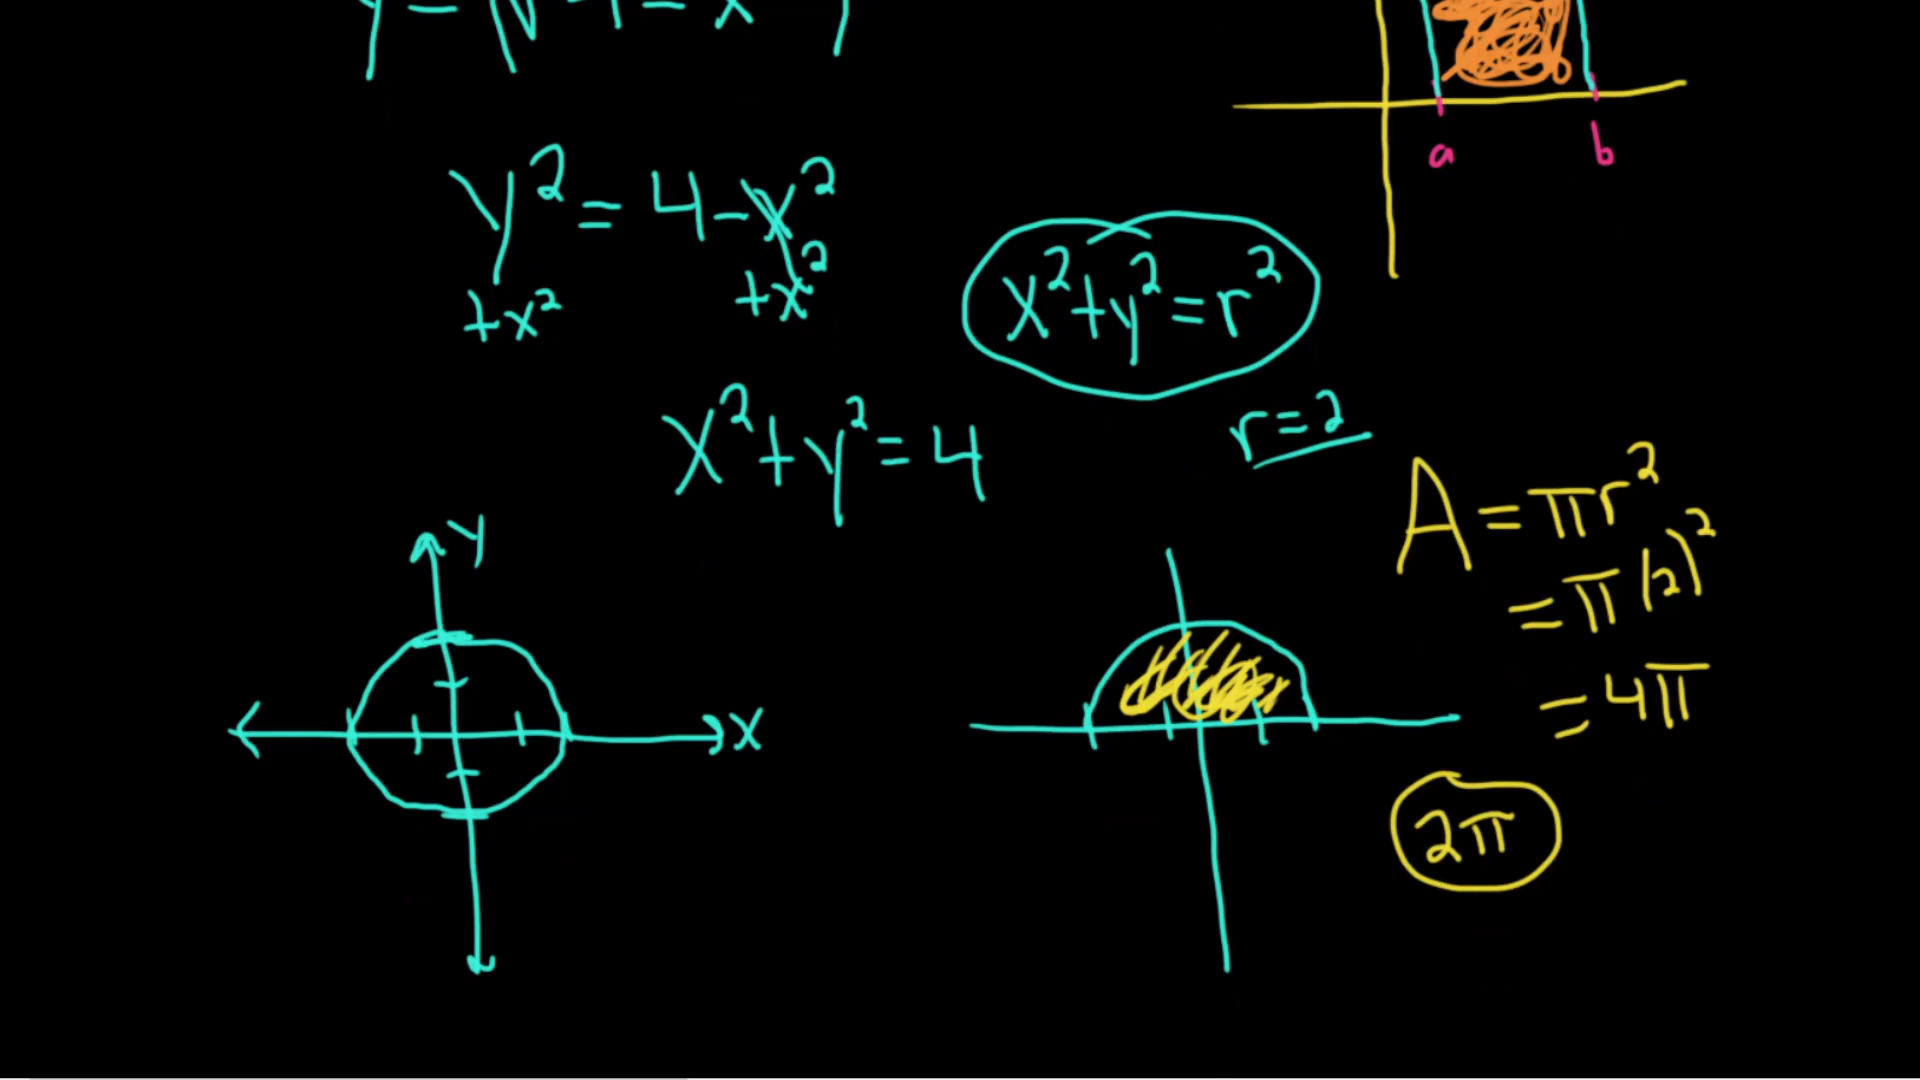 a b
y² = 4 - x²
+x² +x²
x² + y² = r²
x² + y² = 4
r = 2
A = πr²
= π(2)²
= 4π
2π
y
x